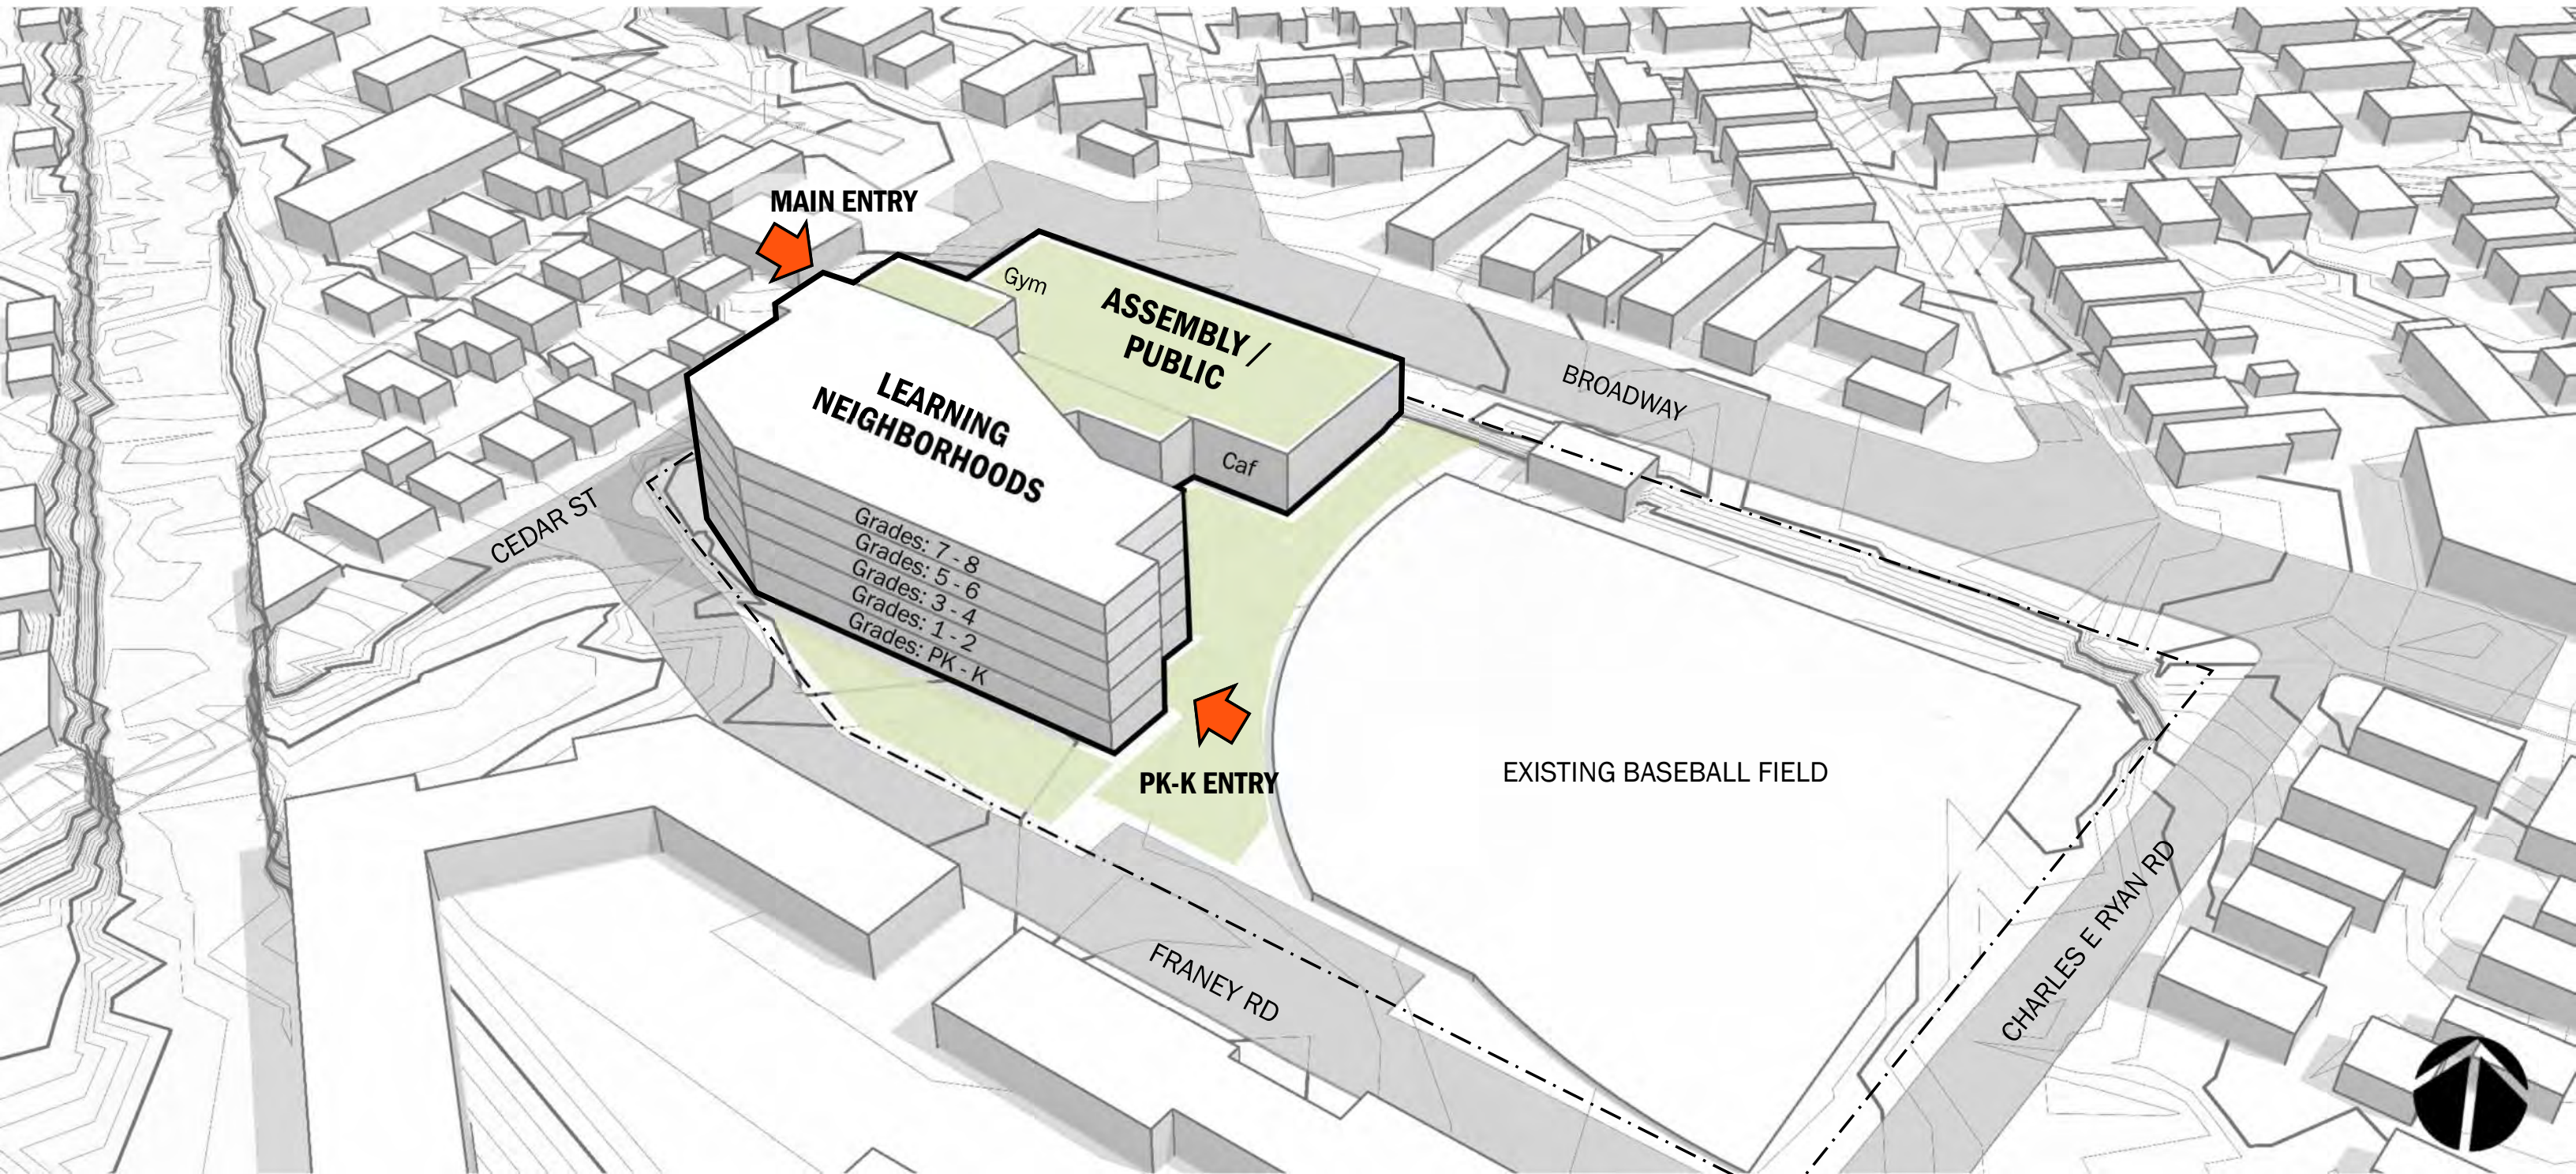 MAIN ENTRY
Gym
ASSEMBLY /
PUBLIC
BROADWAY
LEARNING
NEIGHBORHOODS
Caf
CEDAR ST
Grades: 7 - 8
Grades: 5 - 6
Grades: 3 - 4
Grades: 1 - 2
Grades: PK - K
PK-K ENTRY
EXISTING BASEBALL FIELD
FRANEY RD
CHARLES E RYAN RD